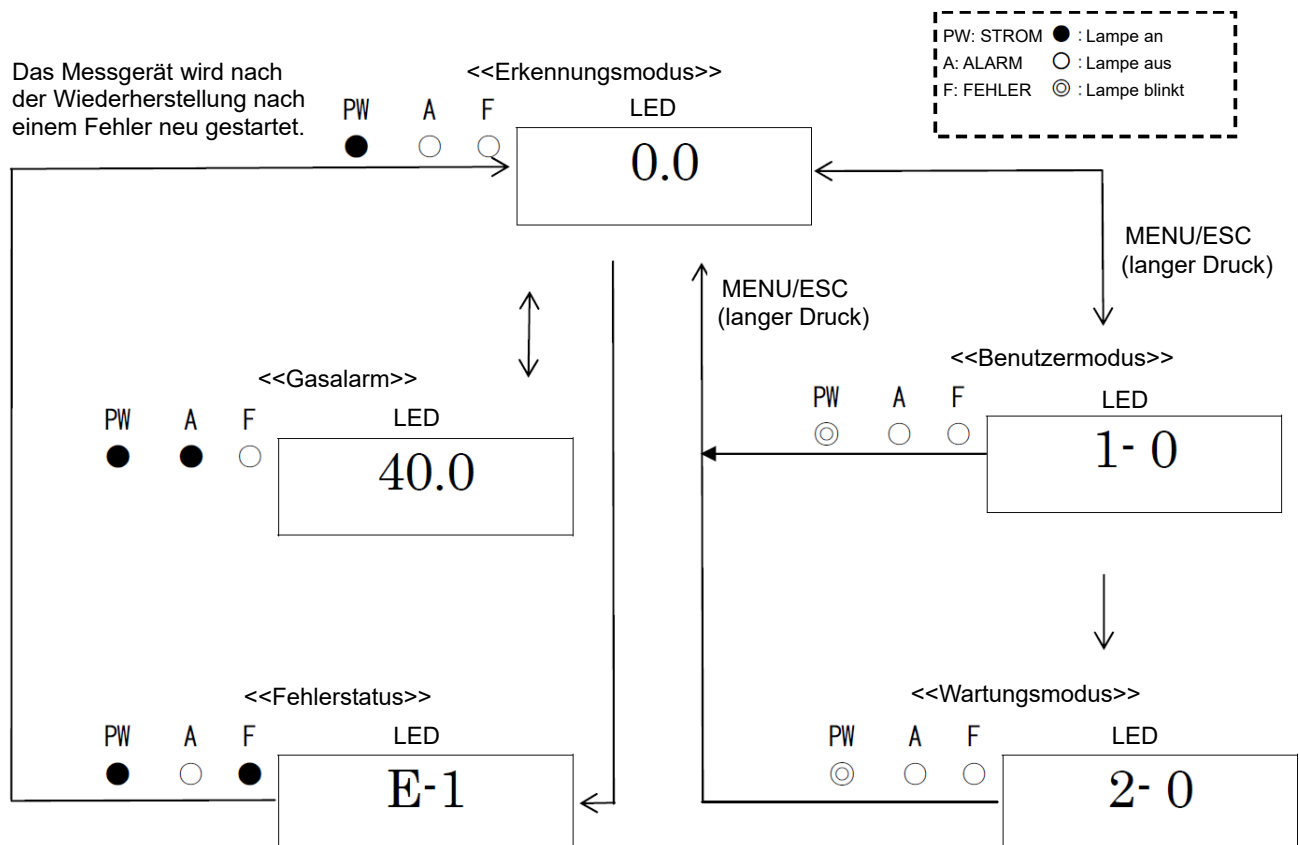 PW: STROM ● : Lampe an
A: ALARM ○ : Lampe aus
F: FEHLER ◎ : Lampe blinkt
Das Messgerät wird nach
der Wiederherstellung nach
einem Fehler neu gestartet.
<<Erkennungsmodus>>
PW A F LED
0.0
MENU/ESC
(langer Druck)
MENU/ESC
(langer Druck)
<<Gasalarm>>
PW A F LED
40.0
<<Benutzermodus>>
PW A F LED
1- 0
<<Fehlerstatus>>
PW A F LED
E-1
<<Wartungsmodus>>
PW A F LED
2- 0